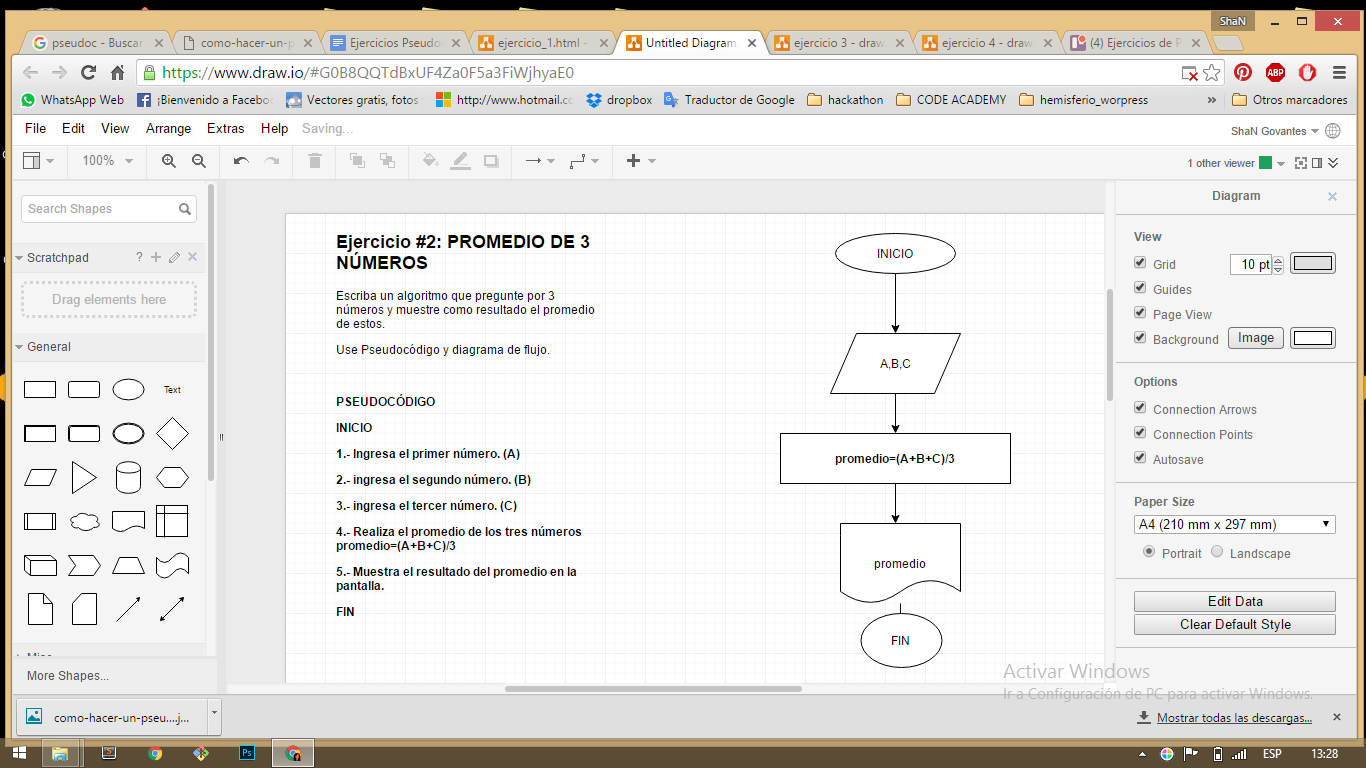 ShaN
pseudoc - Buscar
como-hacer-un-p
Ejercicios Pseudo
ejercicio_1.html -
Untitled Diagram.
ejercicio 3 - draw.
ejercicio 4 - draw.
(4) Ejercicios de P
https://www.draw.io/#G0B8QQTdBxUF4Za0F5a3FiWjhyaE0
ABP
WhatsApp Web
¡Bienvenido a Facebo
Vectores gratis, fotos
http://www.hotmail.cc
dropbox
Traductor de Google
hackathon
CODE ACADEMY
hemisferio_worpress
»
Otros marcadores
File Edit View Arrange Extras Help Saving...
ShaN Govantes
100%
1 other viewer
Search Shapes
Scratchpad
?
Drag elements here
General
Text
Misc
More Shapes...
Ejercicio #2: PROMEDIO DE 3
NÚMEROS
Escriba un algoritmo que pregunte por 3
números y muestre como resultado el promedio
de estos.
Use Pseudocódigo y diagrama de flujo.
PSEUDOCÓDIGO
INICIO
1.- Ingresa el primer número. (A)
2.- ingresa el segundo número. (B)
3.- ingresa el tercer número. (C)
4.- Realiza el promedio de los tres números
promedio=(A+B+C)/3
5.- Muestra el resultado del promedio en la
pantalla.
FIN
INICIO
A,B,C
promedio=(A+B+C)/3
promedio
FIN
Diagram
View
Grid
10 pt
Guides
Page View
Background
Image
Options
Connection Arrows
Connection Points
Autosave
Paper Size
A4 (210 mm x 297 mm)
Portrait
Landscape
Edit Data
Clear Default Style
Activar Windows
Ir a Configuración de PC para activar Windows.
como-hacer-un-pseu....j...
Mostrar todas las descargas...
Ps
ESP
13:28